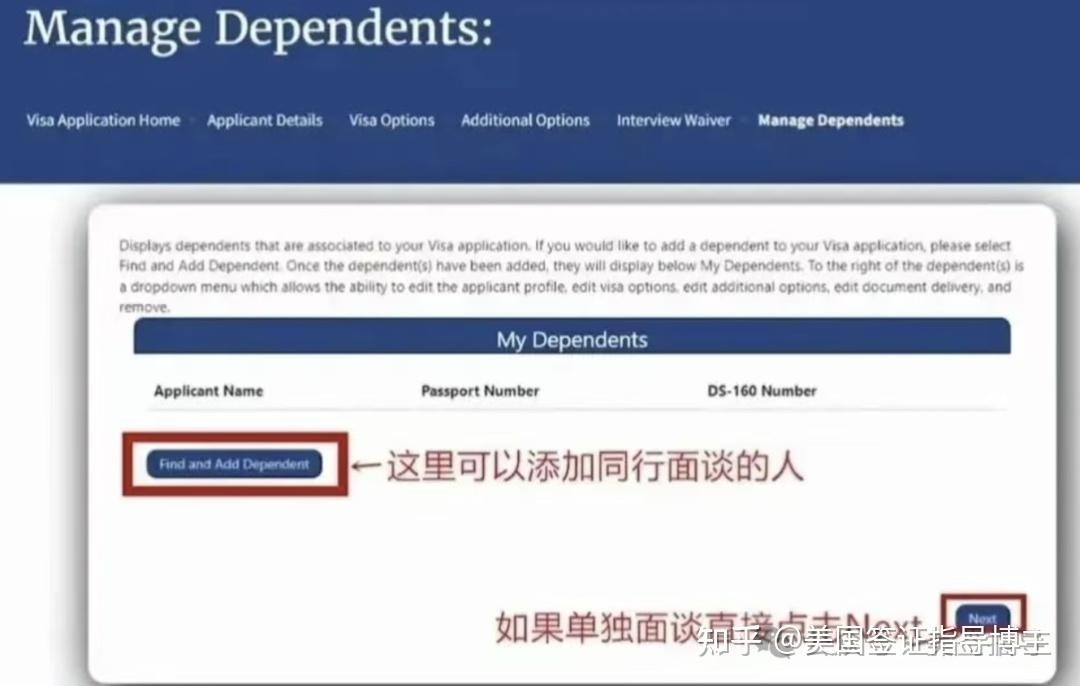 Manage Dependents:
Visa Application Home Applicant Details Visa Options Additional Options Interview Waiver Manage Dependents
Displays dependents that are associated to your Visa application. If you would like to add a dependent to your Visa application, please select
Find and Add Dependent. Once the dependent(s) have been added, they will display below My Dependents. To the right of the dependent(s) is
a dropdown menu which allows the ability to edit the applicant profile, edit visa options, edit additional options, edit document delivery, and
remove.
My Dependents
Applicant Name Passport Number DS-160 Number
Find and Add Dependent ←这里可以添加同行面谈的人
如果单独面谈直接点击Next Next
知乎 @美国签证指导博主